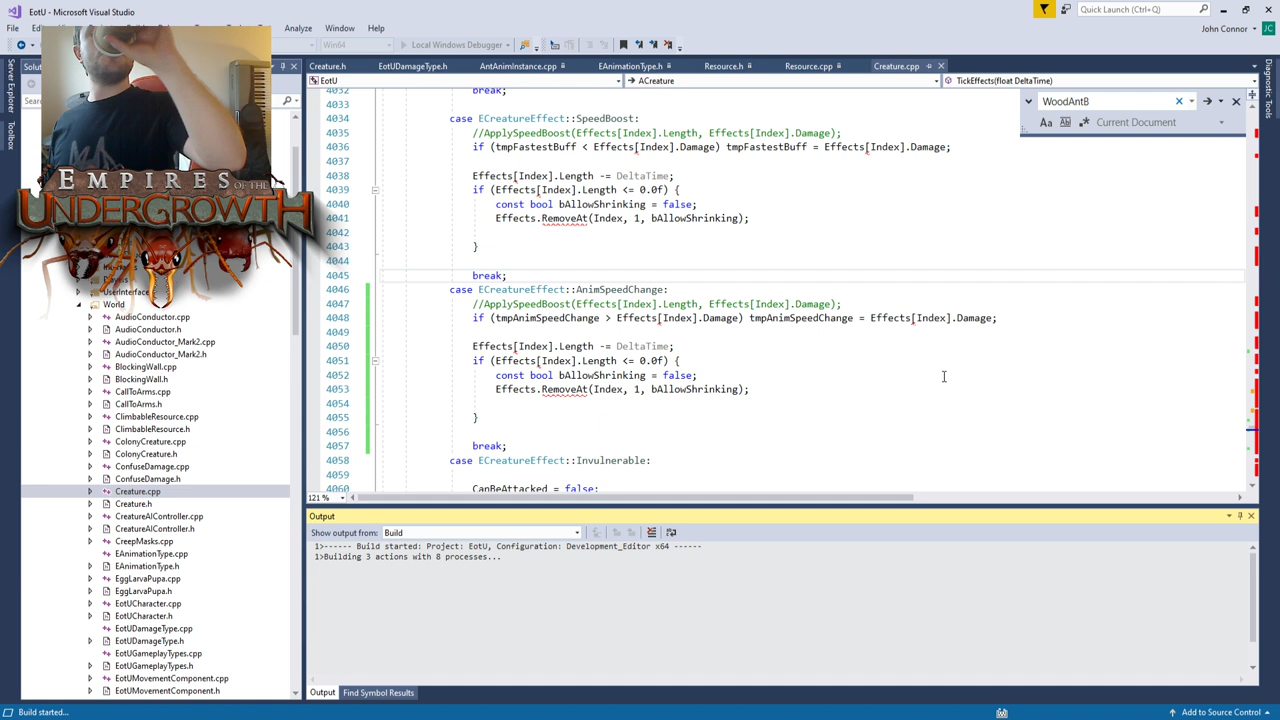 EotU - Microsoft Visual Studio
Quick Launch (Ctrl+Q)
File
Analyze
Window
Help
John Connor
JC
Win64
Local Windows Debugger
Server Explorer
Toolbox
Diagnostic Tools
Creature.h
EotUDamageType.h
AntAnimInstance.cpp
EAnimationType.h
Resource.h
Resource.cpp
Creature.cpp
EotU
ACreature
TickEffects(float DeltaTime)
WoodAntB
Aa
Current Document
EMPIRES OF THE
UNDERGROWTH
4032 break;
4033
4034 case ECreatureEffect::SpeedBoost:
4035 //ApplySpeedBoost(Effects[Index].Length, Effects[Index].Damage);
4036 if (tmpFastestBuff < Effects[Index].Damage) tmpFastestBuff = Effects[Index].Damage;
4037
4038 Effects[Index].Length -= DeltaTime;
4039 if (Effects[Index].Length <= 0.0f) {
4040 const bool bAllowShrinking = false;
4041 Effects.RemoveAt(Index, 1, bAllowShrinking);
4042
4043 }
4044
4045 break;
4046 case ECreatureEffect::AnimSpeedChange:
4047 //ApplySpeedBoost(Effects[Index].Length, Effects[Index].Damage);
4048 if (tmpAnimSpeedChange > Effects[Index].Damage) tmpAnimSpeedChange = Effects[Index].Damage;
4049
4050 Effects[Index].Length -= DeltaTime;
4051 if (Effects[Index].Length <= 0.0f) {
4052 const bool bAllowShrinking = false;
4053 Effects.RemoveAt(Index, 1, bAllowShrinking);
4054
4055 }
4056
4057 break;
4058 case ECreatureEffect::Invulnerable:
4059
4060 CanBeAttacked = false;
121 %
UserInterface
World
AudioConductor.cpp
AudioConductor.h
AudioConductor_Mark2.cpp
AudioConductor_Mark2.h
BlockingWall.cpp
BlockingWall.h
CallToArms.cpp
CallToArms.h
ClimbableResource.cpp
ClimbableResource.h
ColonyCreature.cpp
ColonyCreature.h
ConfuseDamage.cpp
ConfuseDamage.h
Creature.cpp
Creature.h
CreatureAIController.cpp
CreatureAIController.h
CreepMasks.cpp
EAnimationType.cpp
EAnimationType.h
EggLarvaPupa.cpp
EggLarvaPupa.h
EotUCharacter.cpp
EotUCharacter.h
EotUDamageType.cpp
EotUDamageType.h
EotUGameplayTypes.cpp
EotUGameplayTypes.h
EotUMovementComponent.cpp
EotUMovementComponent.h
Output
Show output from: Build
1>------ Build started: Project: EotU, Configuration: Development_Editor x64 ------
1>Building 3 actions with 8 processes...
Output
Find Symbol Results
Build started...
Add to Source Control